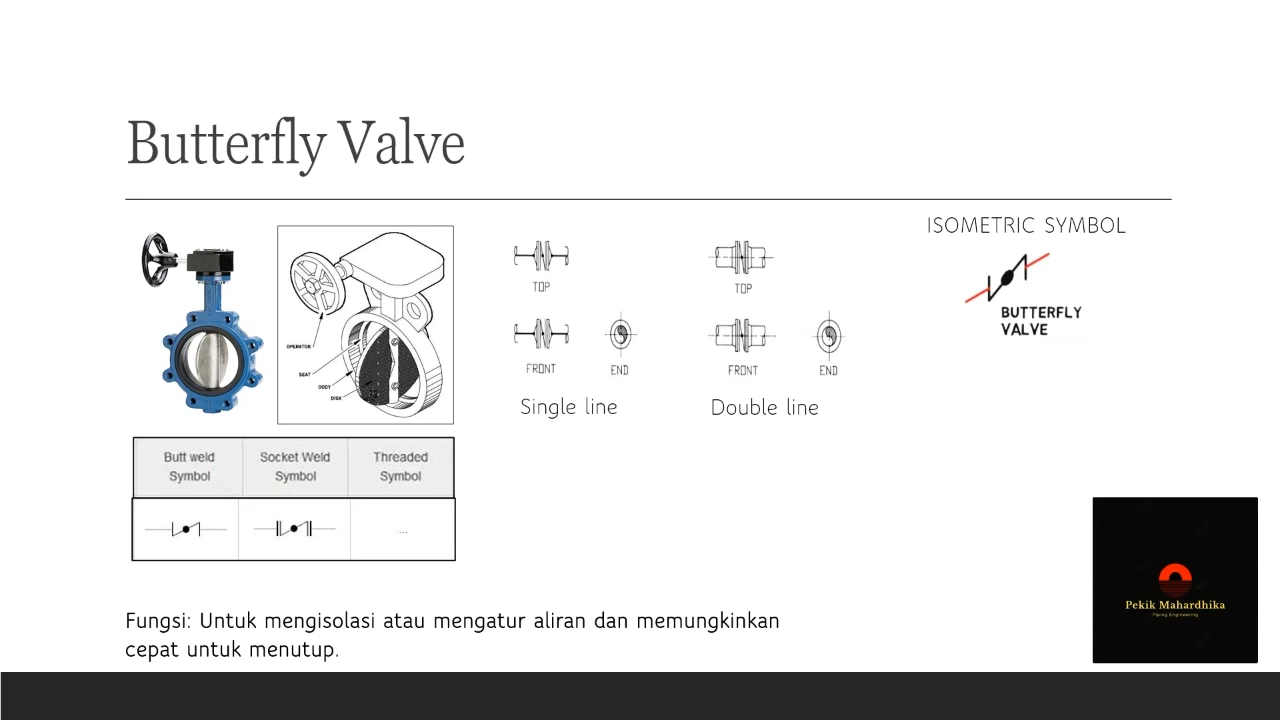 Butterfly Valve
ISOMETRIC SYMBOL
BUTTERFLY
VALVE
OPERATOR
SEAT
BODY
DISK
TOP
FRONT
END
Single line
TOP
FRONT
END
Double line
Butt weld
Symbol
Socket Weld
Symbol
Threaded
Symbol
...
Pekik Mahardhika
Piping Engineering
Fungsi: Untuk mengisolasi atau mengatur aliran dan memungkinkan
cepat untuk menutup.